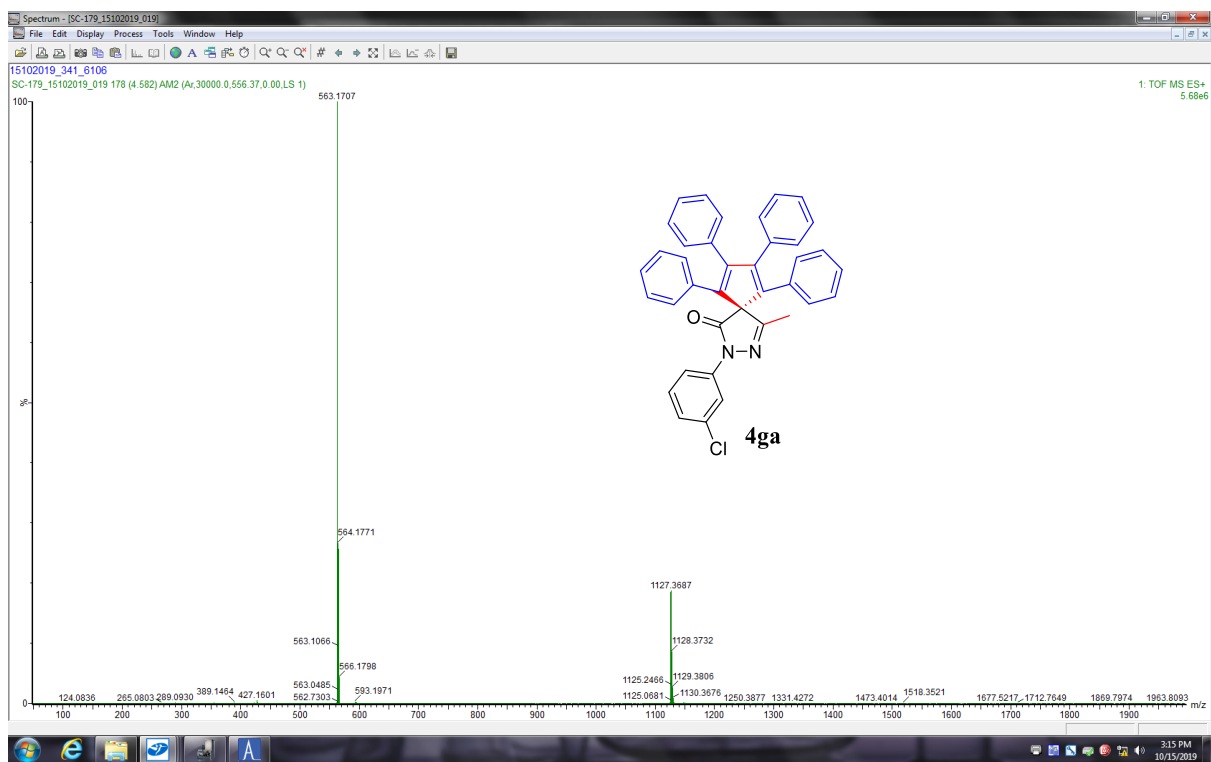 Spectrum - [SC-179_15102019_019]
File Edit Display Process Tools Window Help
15102019_341_6106
SC-179_15102019_019 178 (4.582) AM2 (Ar,30000.0,556.37,0.00,LS 1)
1: TOF MS ES+
5.68e6
100
563.1707
O
N
N
Cl
4ga
%
564.1771
1127.3687
563.1066
1128.3732
566.1798
563.0485
562.7303
593.1971
1125.2466
1129.3806
1125.0681
1130.3676
124.0836
265.0803
289.0930
389.1464
427.1601
1250.3877
1331.4272
1473.4014
1518.3521
1677.5217
1712.7649
1869.7974
1963.8093
0
m/z
100 200 300 400 500 600 700 800 900 1000 1100 1200 1300 1400 1500 1600 1700 1800 1900
3:15 PM
10/15/2019